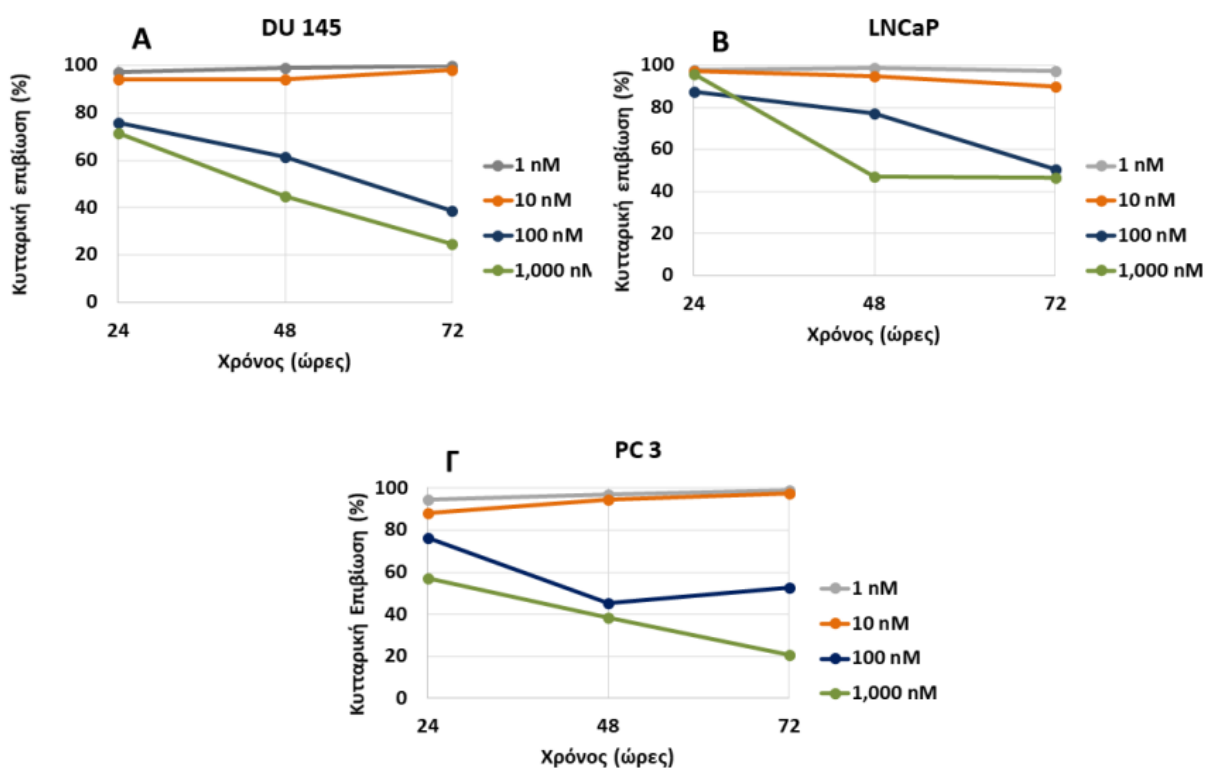 A
DU 145
Κυτταρική επιβίωση (%)
100
80
60
40
20
0
24
48
72
Χρόνος (ώρες)
1 nM
10 nM
100 nM
1,000 nM
B
LNCaP
Κυτταρική επιβίωση (%)
100
80
60
40
20
0
24
48
72
Χρόνος (ώρες)
1 nM
10 nM
100 nM
1,000 nM
Γ
PC 3
Κυτταρική Επιβίωση (%)
100
80
60
40
20
0
24
48
72
Χρόνος (ώρες)
1 nM
10 nM
100 nM
1,000 nM